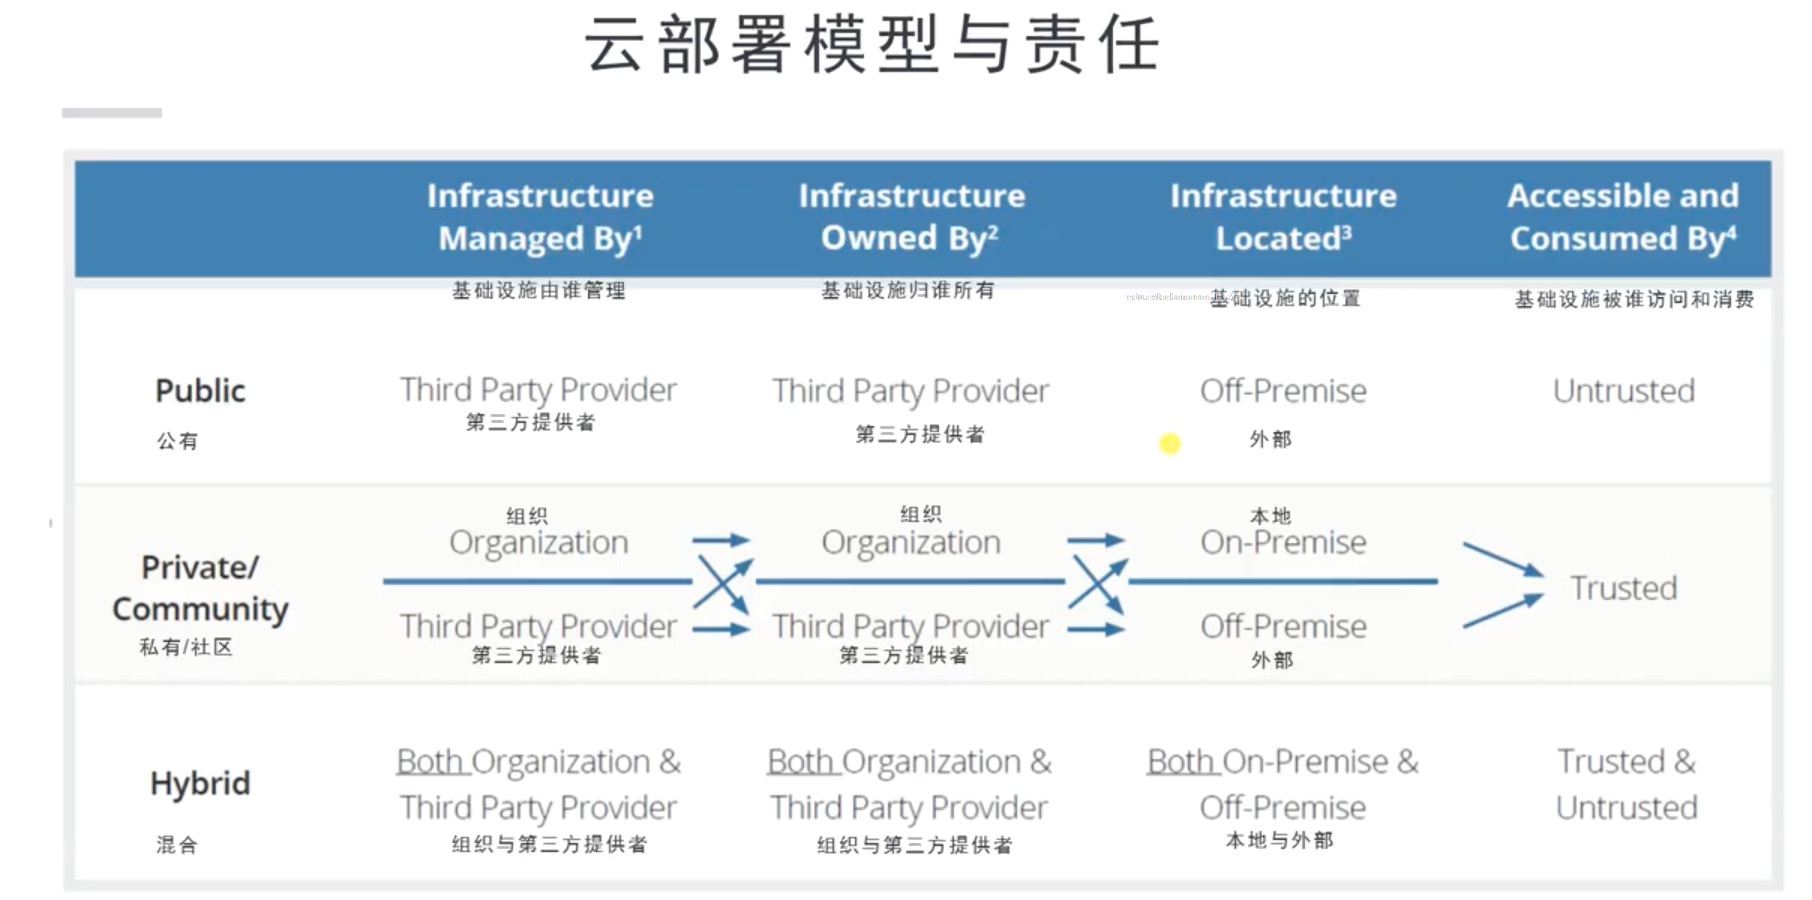 云部署模型与责任
Infrastructure
Managed By¹
Infrastructure
Owned By²
Infrastructure
Located³
Accessible and
Consumed By⁴
基础设施由谁管理
基础设施归谁所有
基础设施的位置
基础设施被谁访问和消费
Public
公有
Third Party Provider
第三方提供者
Third Party Provider
第三方提供者
Off-Premise
外部
Untrusted
Private/
Community
私有/社区
组织
Organization
Third Party Provider
第三方提供者
组织
Organization
Third Party Provider
第三方提供者
本地
On-Premise
Off-Premise
外部
Trusted
Hybrid
混合
Both Organization &
Third Party Provider
组织与第三方提供者
Both Organization &
Third Party Provider
组织与第三方提供者
Both On-Premise &
Off-Premise
本地与外部
Trusted &
Untrusted